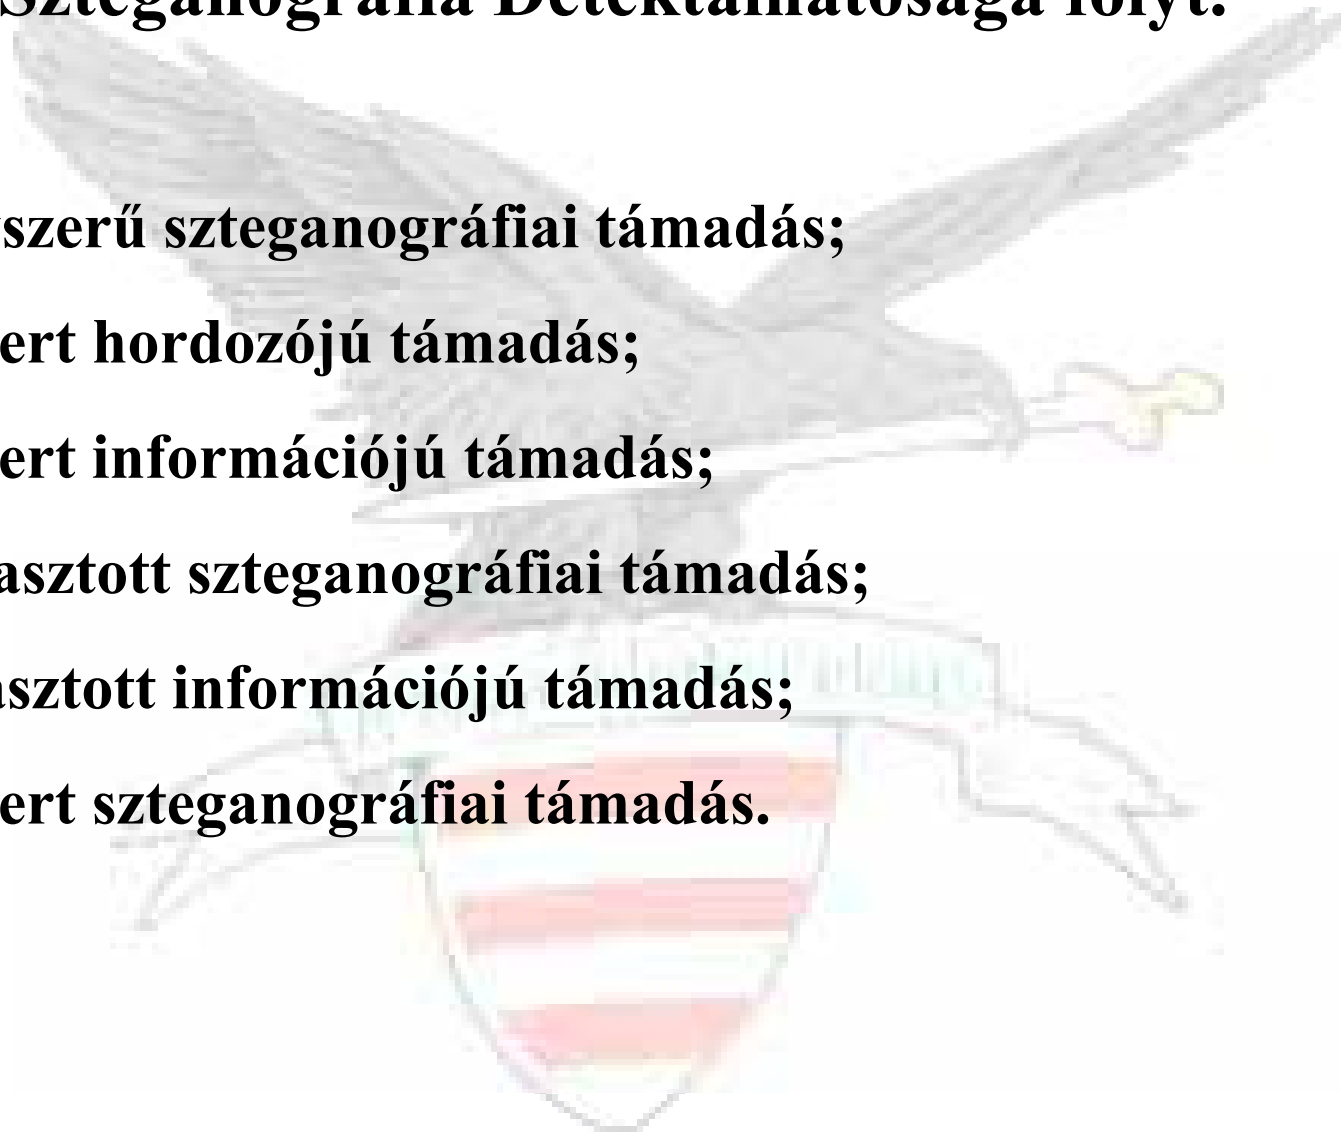 Szteganográfia Detektálhatósága folyt.
szerű szteganográfiai támadás;
ert hordozójú támadás;
ert információjú támadás;
asztott szteganográfiai támadás;
asztott információjú támadás;
ert szteganográfiai támadás.